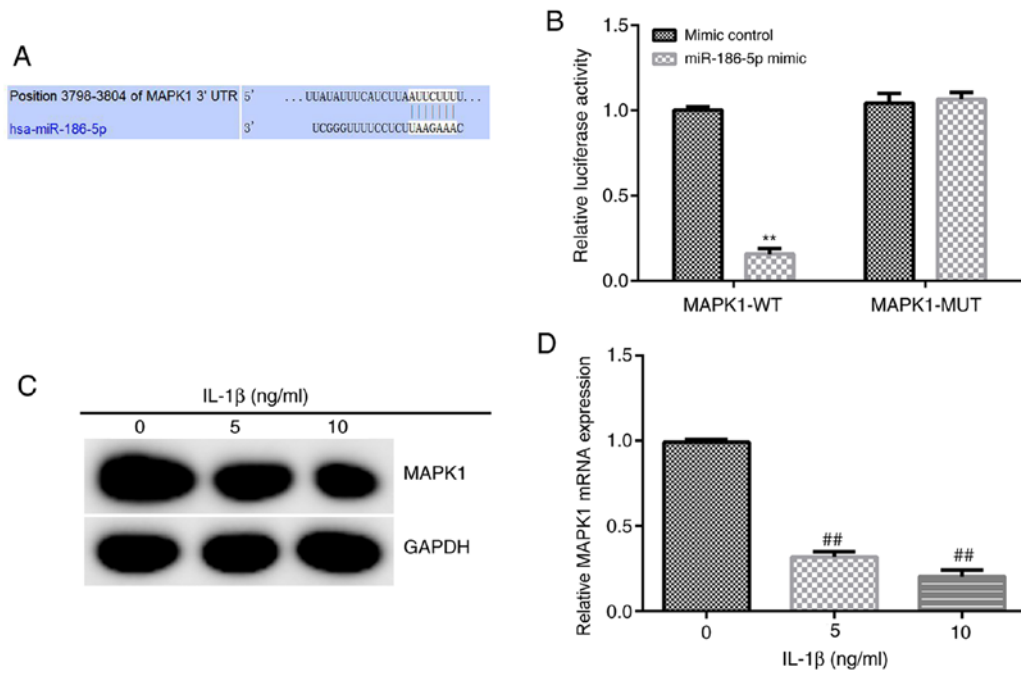 A
Position 3798-3804 of MAPK1 3' UTR 5' ...UUAUAUUUCAUCUUAAUUCUUUU...
hsa-miR-186-5p 3' UCGGGUUUUCCUCUUAAGAAAC
B
Relative luciferase activity
1.5
1.0
0.5
0.0
Mimic control
miR-186-5p mimic
**
MAPK1-WT MAPK1-MUT
C
IL-1β (ng/ml)
0 5 10
MAPK1
GAPDH
D
Relative MAPK1 mRNA expression
1.5
1.0
0.5
0.0
##
##
0 5 10
IL-1β (ng/ml)